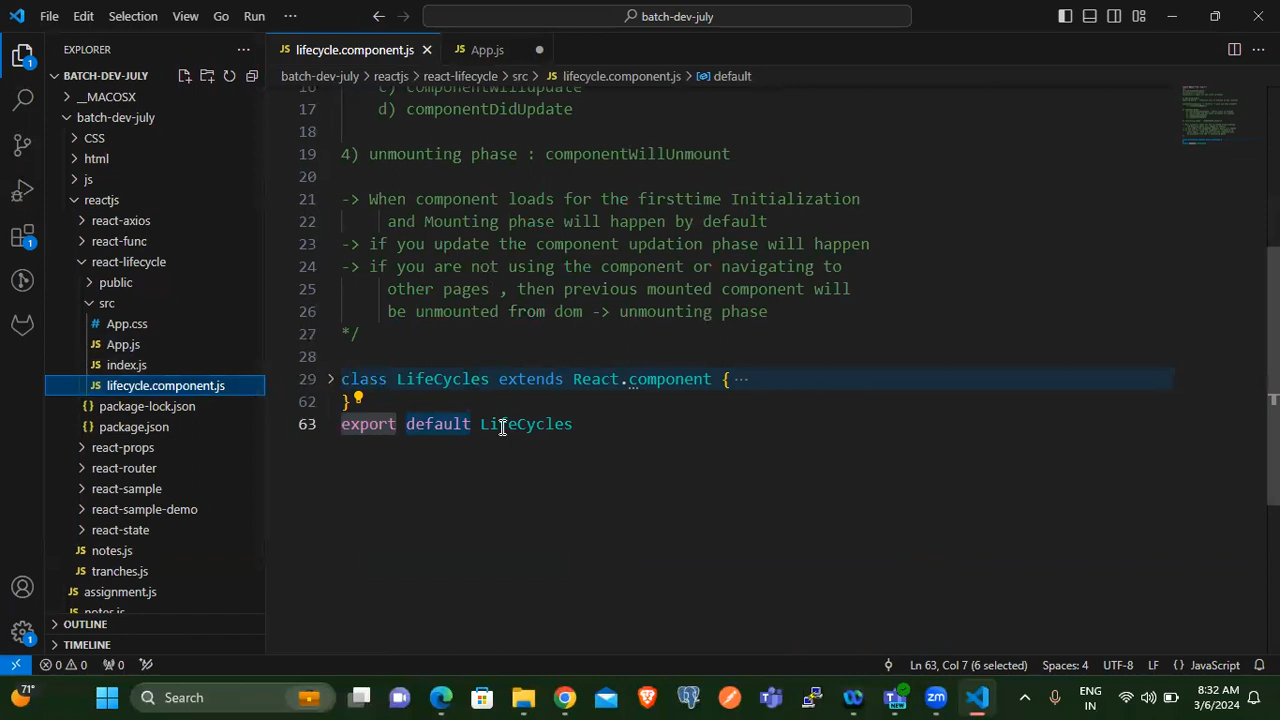 File Edit Selection View Go Run ··· batch-dev-july
EXPLORER ···
lifecycle.component.js App.js
BATCH-DEV-JULY
batch-dev-july > reactjs > react-lifecycle > src > lifecycle.component.js > default
__MACOSX
batch-dev-july
CSS
html
js
reactjs
react-axios
react-func
react-lifecycle
public
src
App.css
App.js
index.js
lifecycle.component.js
package-lock.json
package.json
react-props
react-router
react-sample
react-sample-demo
react-state
notes.js
tranches.js
assignment.js
notes.js
OUTLINE
TIMELINE
16 c) componentWillUpdate
17 d) componentDidUpdate
18
19 4) unmounting phase : componentWillUnmount
20
21 -> When component loads for the firsttime Initialization
22 and Mounting phase will happen by default
23 -> if you update the component updation phase will happen
24 -> if you are not using the component or navigating to
25 other pages , then previous mounted component will
26 be unmounted from dom -> unmounting phase
27 */
28
29 class LifeCycles extends React.component { ···
62 }
63 export default LifeCycles
0 0 0 Ln 63, Col 7 (6 selected) Spaces: 4 UTF-8 LF JavaScript
71° Search ENG IN 8:32 AM 3/6/2024